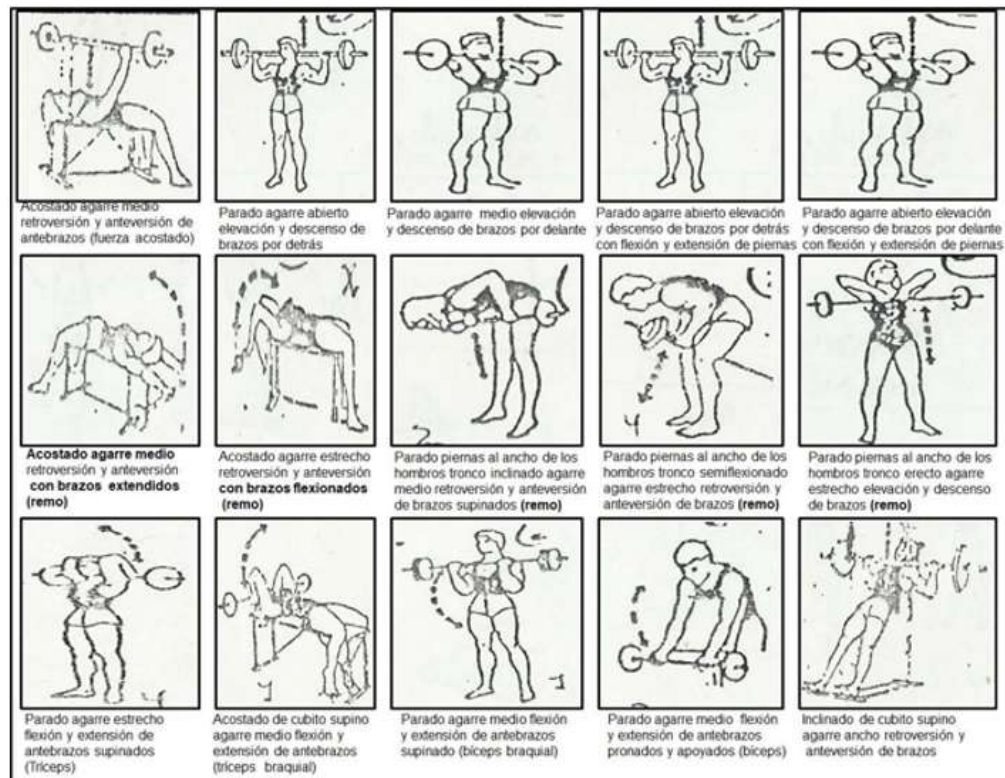 Acostado agarre medio
retroversión y anteversión de
antebrazos (fuerza acostado)
Parado agarre abierto
elevación y descenso de
brazos por detrás
Parado agarre  medio elevación
y descenso de brazos por delante
Parado agarre abierto elevación
y descenso de brazos por detrás
con flexión y extensión de piernas
Parado agarre abierto elevación
y descenso de brazos por delante
con flexión y extensión de piernas
Acostado agarre medio
retroversión y anteversión
con brazos extendidos
(remo)
Acostado agarre estrecho
retroversión y anteversión
con brazos flexionados
(remo)
Parado piernas al ancho de los
hombros tronco inclinado agarre
medio retroversión y anteversión
de brazos supinados (remo)
Parado piernas al ancho de los
hombros tronco semiflexionado
agarre estrecho retroversión y
anteversión de brazos (remo)
Parado piernas al ancho de los
hombros tronco erecto agarre
estrecho elevación y descenso
de brazos (remo)
Parado agarre estrecho
flexión y extensión de
antebrazos supinados
(Tríceps)
Acostado de cubito supino
agarre medio flexión y
extensión de antebrazos
(tríceps  braquial)
Parado agarre medio flexión
y extensión de antebrazos
supinado (bíceps braquial)
Parado agarre medio  flexión
y extensión de antebrazos
pronados y apoyados (bíceps)
Inclinado de cubito supino
agarre ancho retroversión y
anteversión de brazos